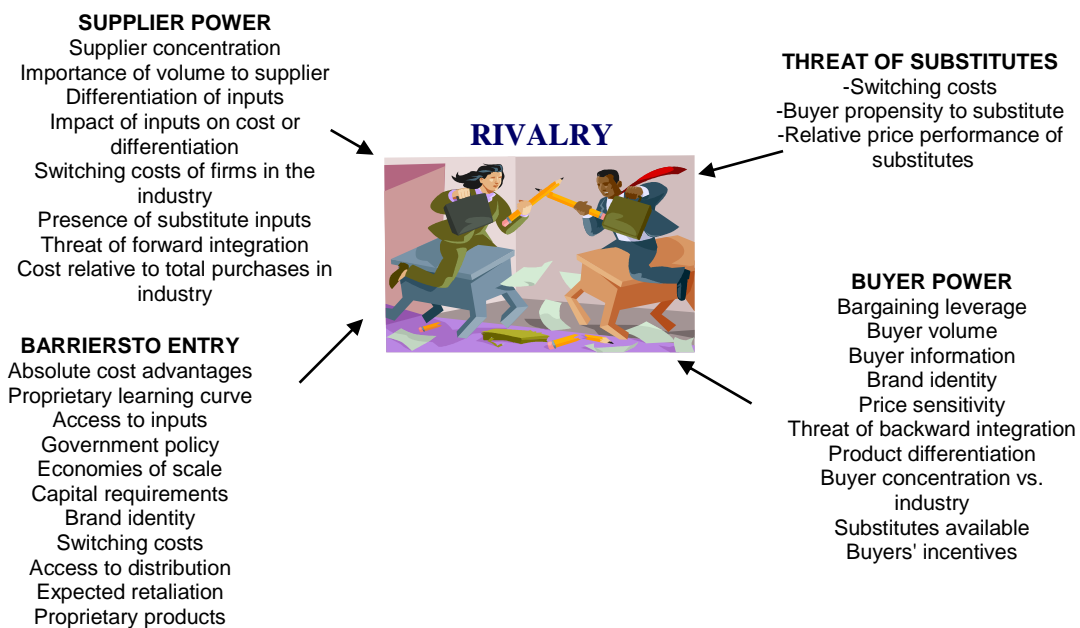 SUPPLIER POWER
Supplier concentration
Importance of volume to supplier
Differentiation of inputs
Impact of inputs on cost or
differentiation
Switching costs of firms in the
industry
Presence of substitute inputs
Threat of forward integration
Cost relative to total purchases in
industry
BARRIERSTO ENTRY
Absolute cost advantages
Proprietary learning curve
Access to inputs
Government policy
Economies of scale
Capital requirements
Brand identity
Switching costs
Access to distribution
Expected retaliation
Proprietary products
RIVALRY
THREAT OF SUBSTITUTES
-Switching costs
-Buyer propensity to substitute
-Relative price performance of
substitutes
BUYER POWER
Bargaining leverage
Buyer volume
Buyer information
Brand identity
Price sensitivity
Threat of backward integration
Product differentiation
Buyer concentration vs.
industry
Substitutes available
Buyers' incentives